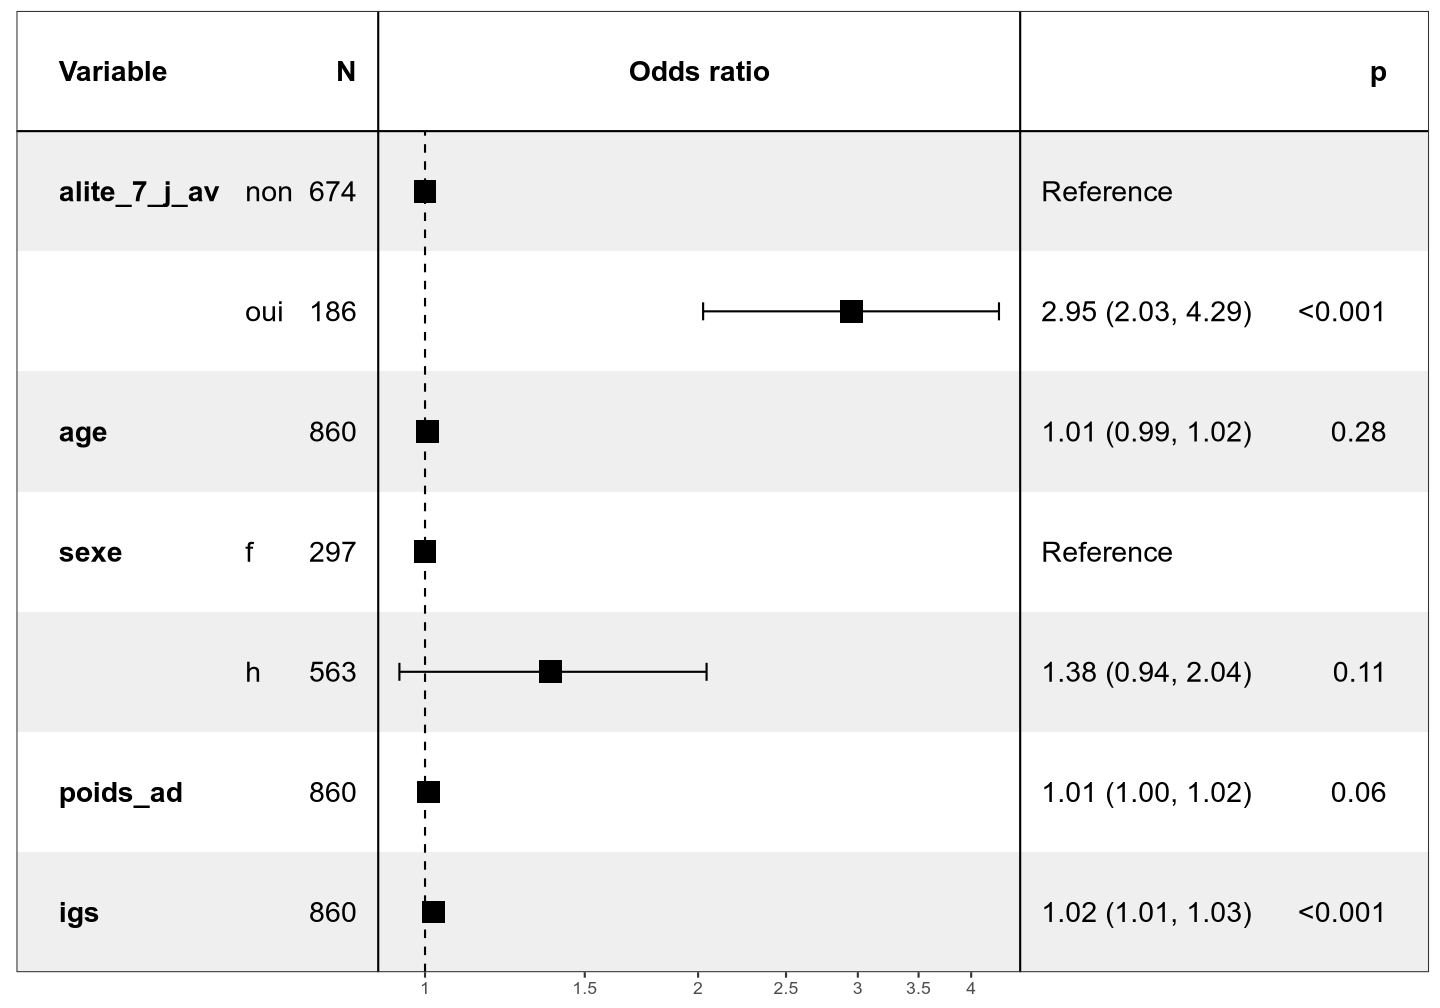 Variable N Odds ratio p
alite_7_j_av non 674 Reference
oui 186 2.95 (2.03, 4.29) <0.001
age 860 1.01 (0.99, 1.02) 0.28
sexe f 297 Reference
h 563 1.38 (0.94, 2.04) 0.11
poids_ad 860 1.01 (1.00, 1.02) 0.06
igs 860 1.02 (1.01, 1.03) <0.001
1 1.5 2 2.5 3 3.5 4